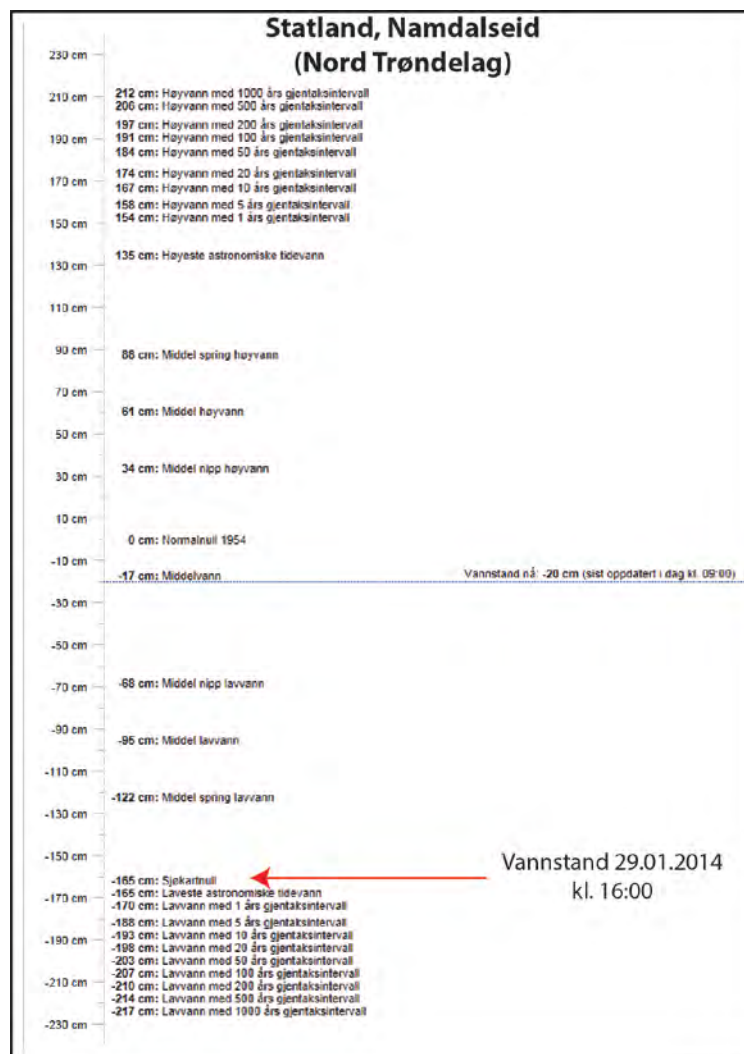 Statland, Namdalseid
(Nord Trøndelag)
230 cm
210 cm
190 cm
170 cm
150 cm
130 cm
110 cm
90 cm
70 cm
50 cm
30 cm
10 cm
-10 cm
-30 cm
-50 cm
-70 cm
-90 cm
-110 cm
-130 cm
-150 cm
-170 cm
-190 cm
-210 cm
-230 cm
212 cm: Høyvann med 1000 års gjentaksintervall
206 cm: Høyvann med 500 års gjentaksintervall
197 cm: Høyvann med 200 års gjentaksintervall
191 cm: Høyvann med 100 års gjentaksintervall
184 cm: Høyvann med 50 års gjentaksintervall
174 cm: Høyvann med 20 års gjentaksintervall
167 cm: Høyvann med 10 års gjentaksintervall
158 cm: Høyvann med 5 års gjentaksintervall
154 cm: Høyvann med 1 års gjentaksintervall
135 cm: Høyeste astronomiske tidevann
88 cm: Middel spring høyvann
61 cm: Middel høyvann
34 cm: Middel nipp høyvann
0 cm: Normalnull 1954
-17 cm: Middelvann
Vannstand nå: -20 cm (sist oppdatert i dag kl. 09:00)
-68 cm: Middel nipp lavvann
-95 cm: Middel lavvann
-122 cm: Middel spring lavvann
Vannstand 29.01.2014
kl. 16:00
-165 cm: Sjøkartnull
-165 cm: Laveste astronomiske tidevann
-170 cm: Lavvann med 1 års gjentaksintervall
-188 cm: Lavvann med 5 års gjentaksintervall
-193 cm: Lavvann med 10 års gjentaksintervall
-198 cm: Lavvann med 20 års gjentaksintervall
-203 cm: Lavvann med 50 års gjentaksintervall
-207 cm: Lavvann med 100 års gjentaksintervall
-210 cm: Lavvann med 200 års gjentaksintervall
-214 cm: Lavvann med 500 års gjentaksintervall
-217 cm: Lavvann med 1000 års gjentaksintervall